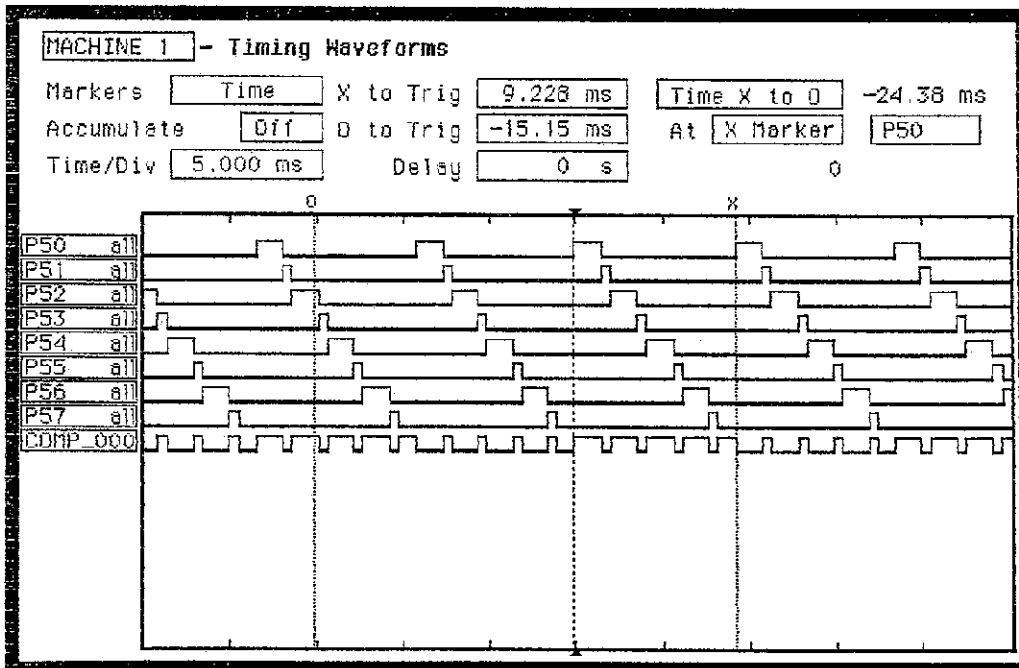 MACHINE 1 - Timing Waveforms
Markers Time X to Trig 9.228 ms Time X to O -24.38 ms
Accumulate Off O to Trig -15.15 ms At X Marker P50
Time/Div 5.000 ms Delay 0 s 0
O X
P50 all
P51 all
P52 all
P53 all
P54 all
P55 all
P56 all
P57 all
COMP_000